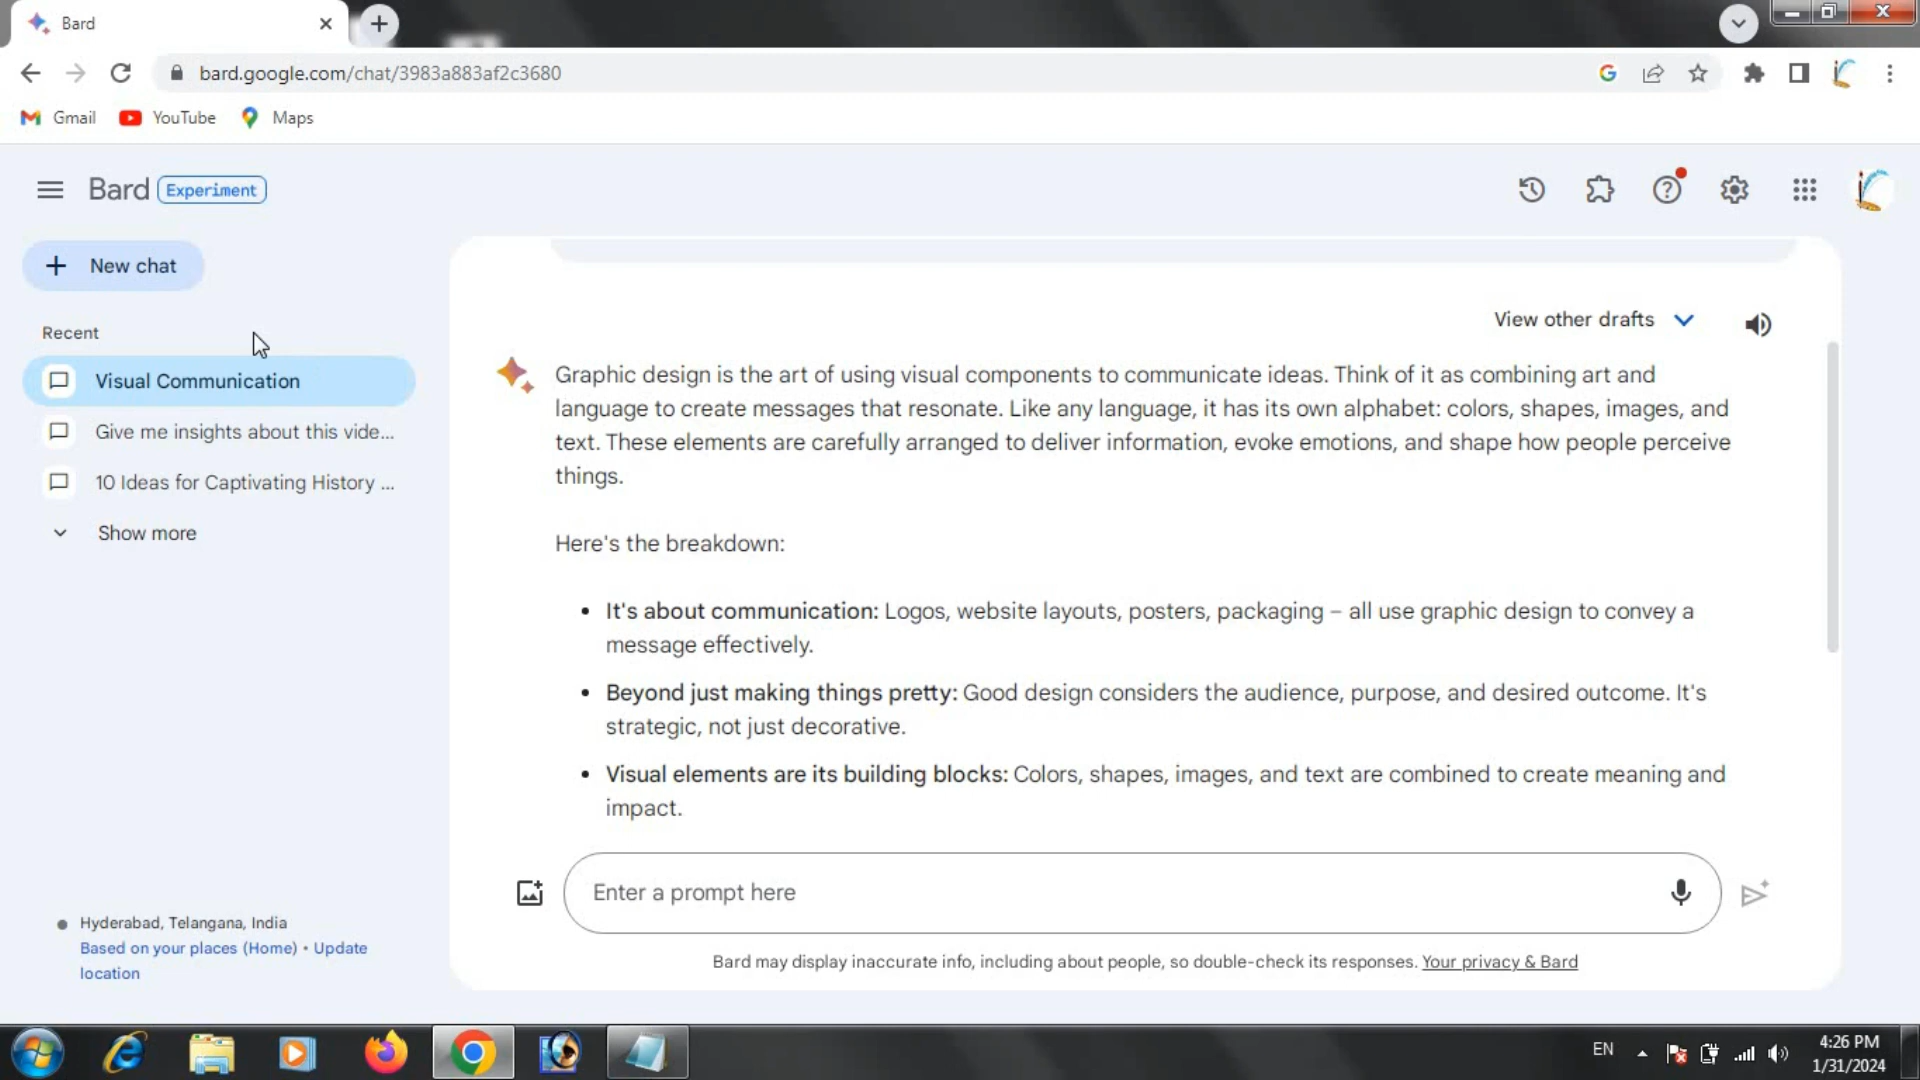 Bard
bard.google.com/chat/3983a883af2c3680
Gmail
YouTube
Maps
Bard
Experiment
New chat
Recent
Visual Communication
Give me insights about this vide...
10 Ideas for Captivating History ...
Show more
View other drafts
Graphic design is the art of using visual components to communicate ideas. Think of it as combining art and
language to create messages that resonate. Like any language, it has its own alphabet: colors, shapes, images, and
text. These elements are carefully arranged to deliver information, evoke emotions, and shape how people perceive
things.
Here's the breakdown:
• It's about communication: Logos, website layouts, posters, packaging – all use graphic design to convey a
message effectively.
• Beyond just making things pretty: Good design considers the audience, purpose, and desired outcome. It's
strategic, not just decorative.
• Visual elements are its building blocks: Colors, shapes, images, and text are combined to create meaning and
impact.
Enter a prompt here
Bard may display inaccurate info, including about people, so double-check its responses. Your privacy & Bard
Hyderabad, Telangana, India
Based on your places (Home) • Update
location
EN
4:26 PM
1/31/2024